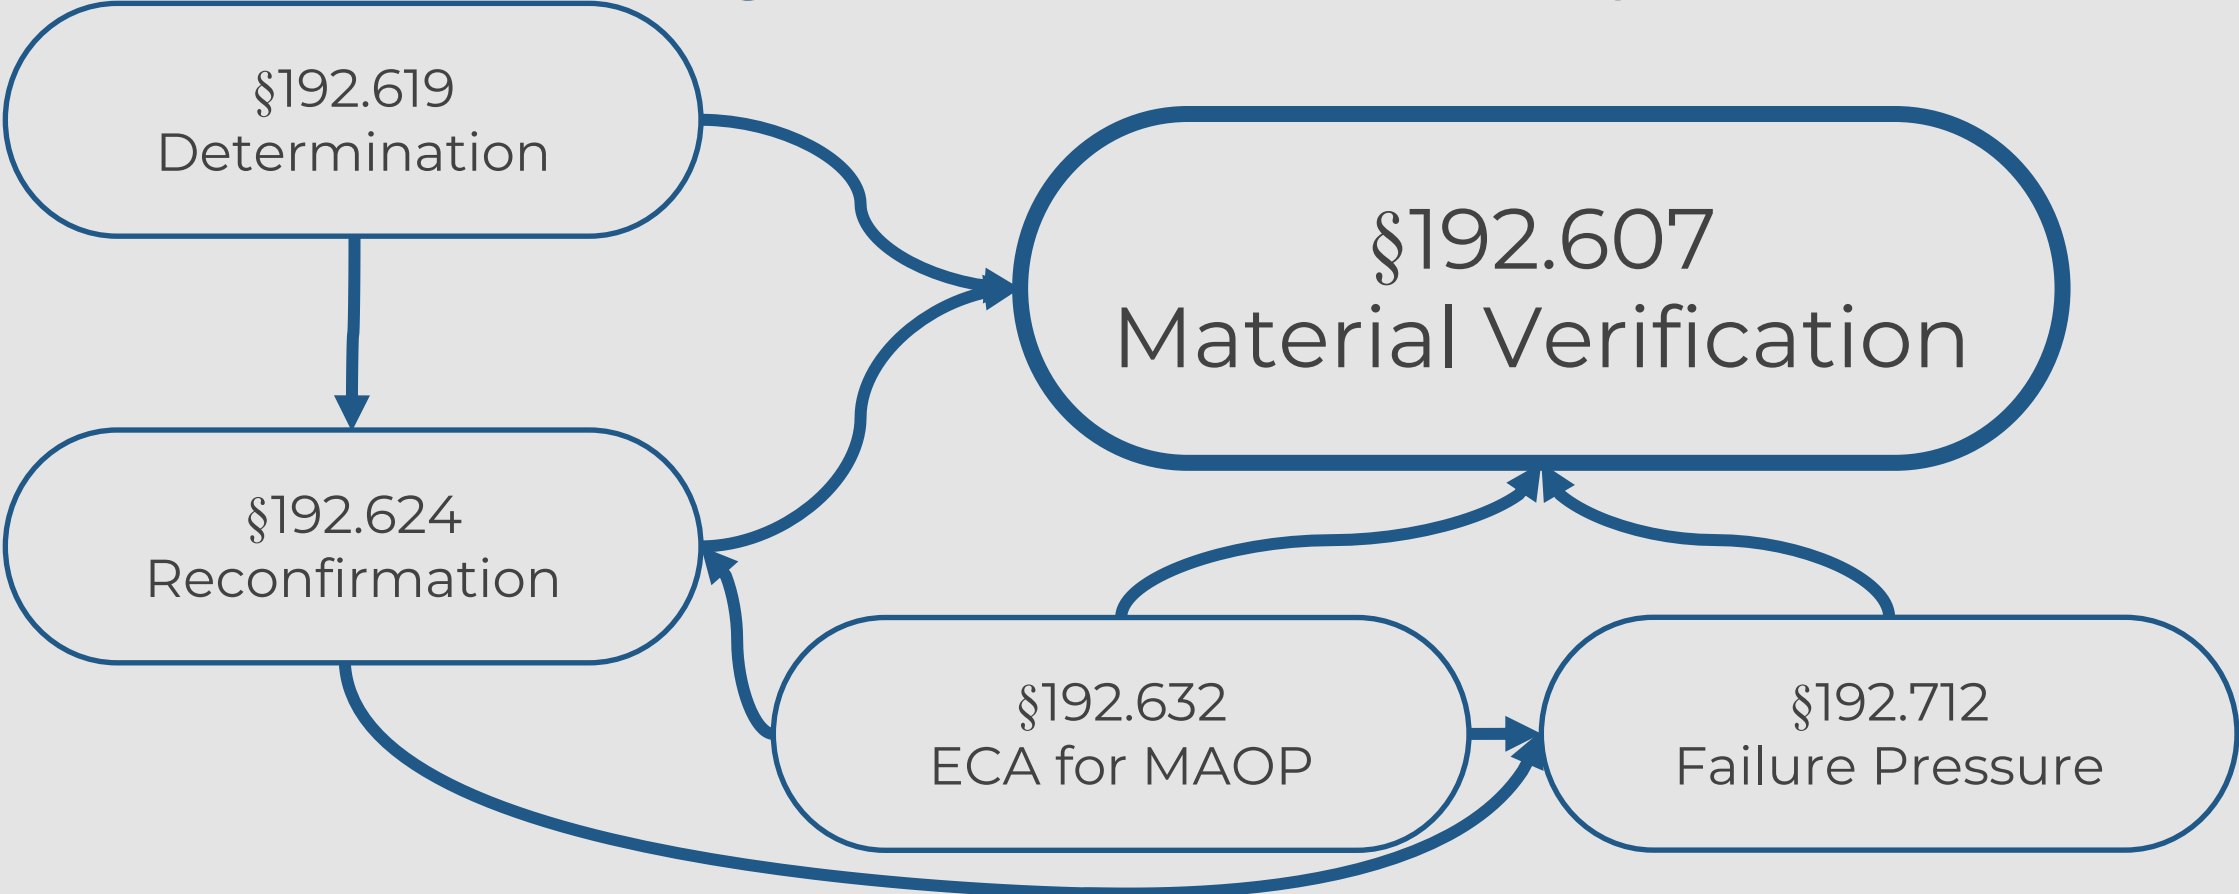 §192.619
Determination
§192.607
Material Verification
§192.624
Reconfirmation
§192.632
ECA for MAOP
§192.712
Failure Pressure